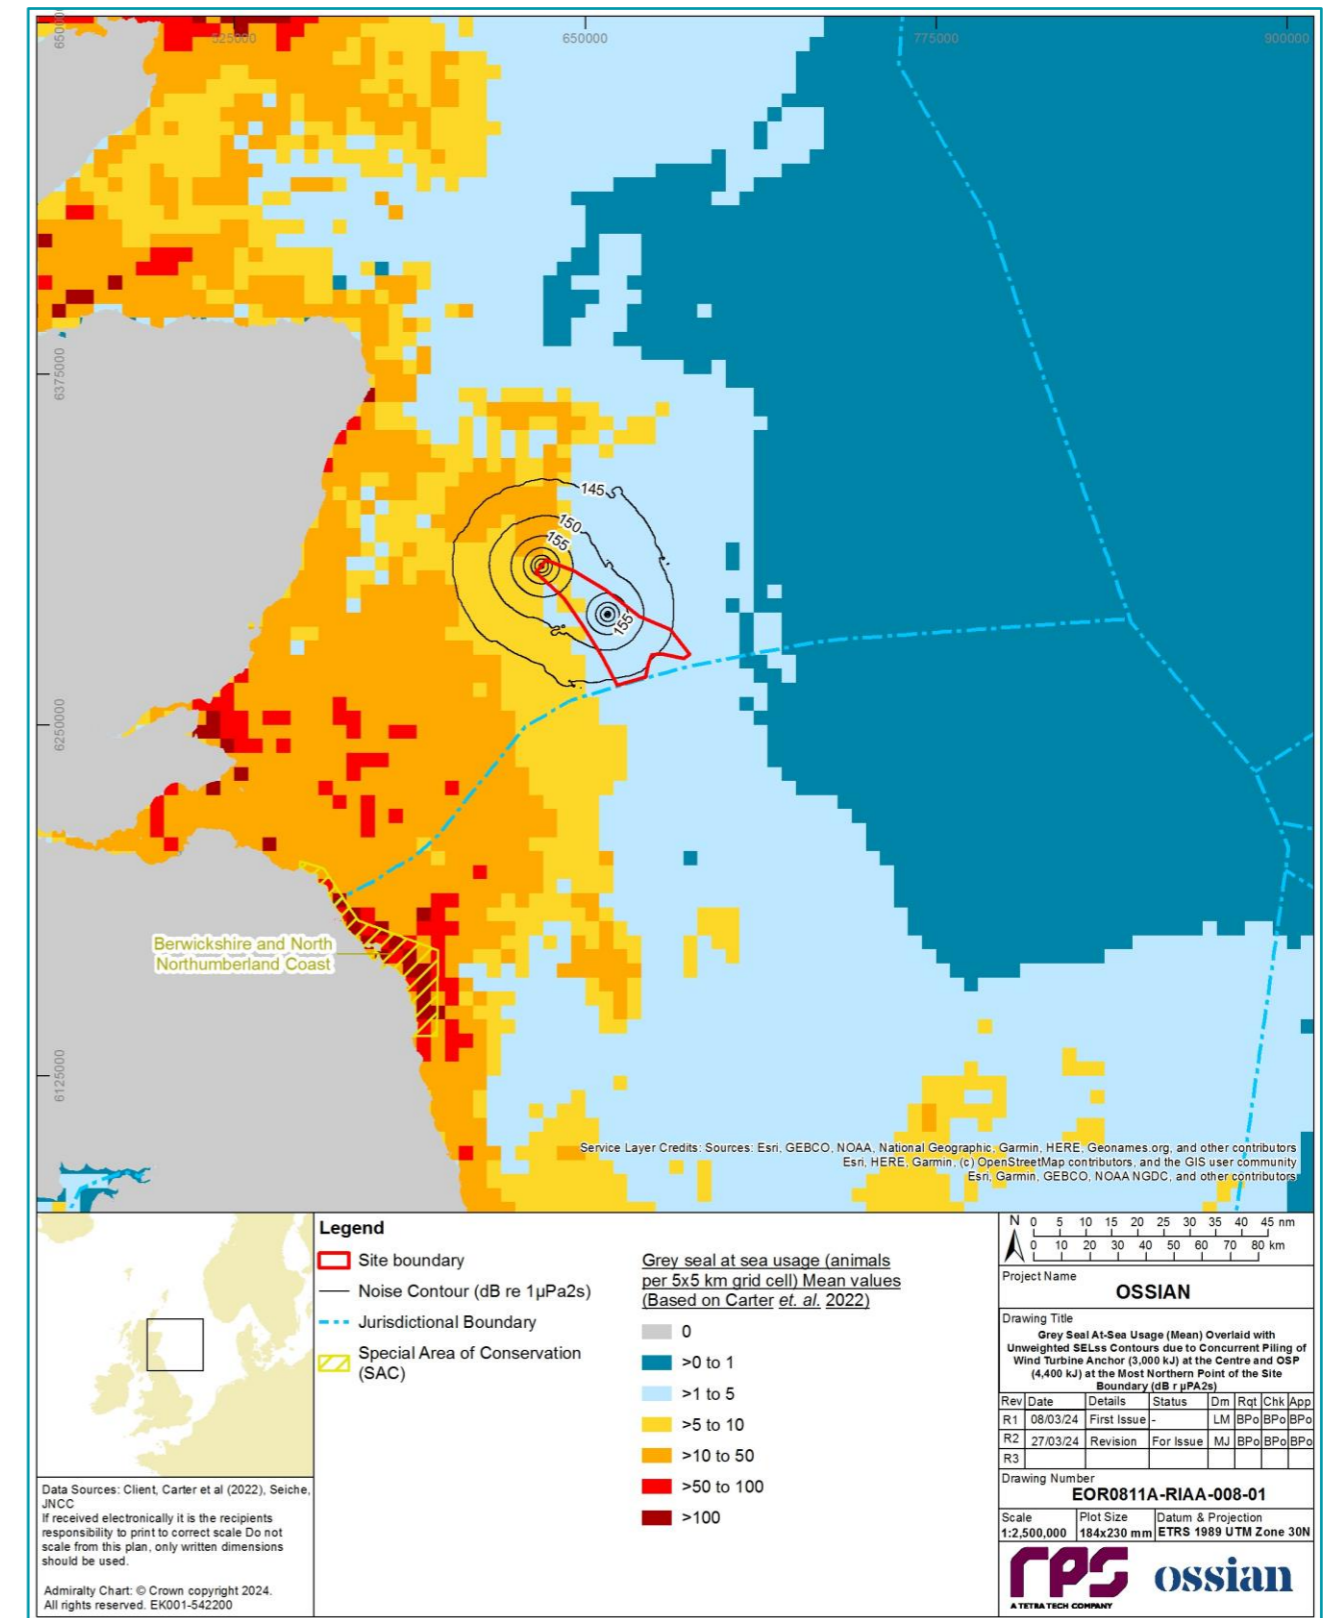 525000
650000
775000
900000
650000
6375000
6250000
6125000
145
150
155
155
Berwickshire and North
Northumberland Coast
Service Layer Credits: Sources: Esri, GEBCO, NOAA, National Geographic, Garmin, HERE, Geonames.org, and other contributors
Esri, HERE, Garmin, (c) OpenStreetMap contributors, and the GIS user community
Esri, Garmin, GEBCO, NOAA NGDC, and other contributors
Legend
Site boundary
Noise Contour (dB re 1µPa2s)
Jurisdictional Boundary
Special Area of Conservation
(SAC)
Grey seal at sea usage (animals
per 5x5 km grid cell) Mean values
(Based on Carter et. al. 2022)
0
>0 to 1
>1 to 5
>5 to 10
>10 to 50
>50 to 100
>100
Data Sources: Client, Carter et al (2022), Seiche,
JNCC
If received electronically it is the recipients
responsibility to print to correct scale Do not
scale from this plan, only written dimensions
should be used.
Admiralty Chart: © Crown copyright 2024.
All rights reserved. EK001-542200
N 0 5 10 15 20 25 30 35 40 45 nm
0 10 20 30 40 50 60 70 80 km
Project Name
OSSIAN
Drawing Title
Grey Seal At-Sea Usage (Mean) Overlaid with
Unweighted SELss Contours due to Concurrent Piling of
Wind Turbine Anchor (3,000 kJ) at the Centre and OSP
(4,400 kJ) at the Most Northern Point of the Site
Boundary (dB r µPA2s)
Rev Date Details Status Drn Rqt Chk App
R1 08/03/24 First Issue - LM BPo BPo BPo
R2 27/03/24 Revision For Issue MJ BPo BPo BPo
R3
Drawing Number
EOR0811A-RIAA-008-01
Scale Plot Size Datum & Projection
1:2,500,000 184x230 mm ETRS 1989 UTM Zone 30N
rps ossian
A TETRA TECH COMPANY